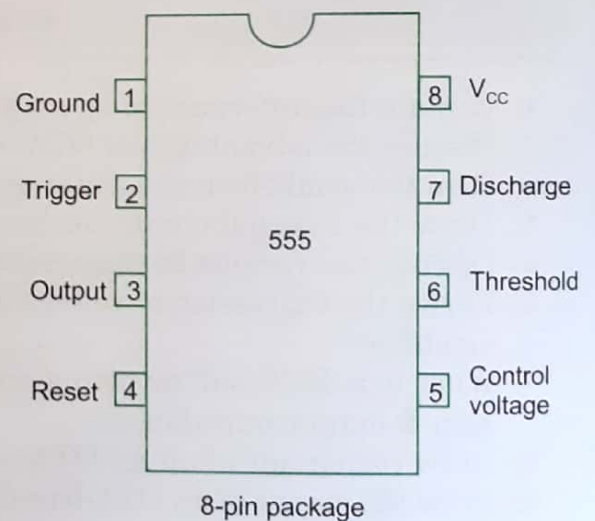 Ground 1
8 V_CC
Trigger 2
7 Discharge
555
Output 3
6 Threshold
Reset 4
5 Control
voltage
8-pin package